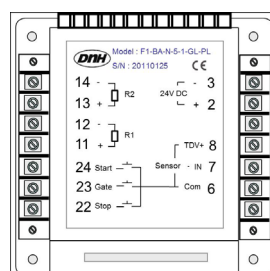 DNH
Model : F1-BA-N-5-1-GL-PL
S/N : 20110125 CE
14 -
R2
13 +
- 3
24V DC
+ 2
12 -
R1
11 +
TDV+ 8
24 Start
Sensor - IN 7
23 Gate
Com 6
22 Stop